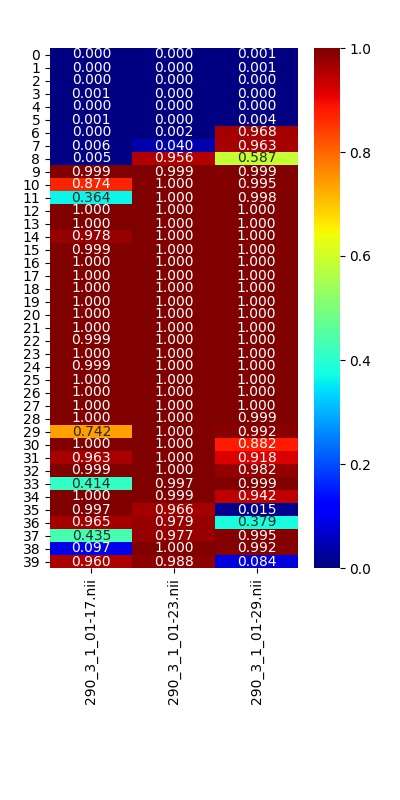 0 0.000 0.000 0.001
1 0.000 0.000 0.001
2 0.000 0.000 0.000
3 0.001 0.000 0.000
4 0.000 0.000 0.000
5 0.001 0.000 0.004
6 0.000 0.002 0.968
7 0.006 0.040 0.963
8 0.005 0.956 0.587
9 0.999 0.999 0.999
10 0.874 1.000 0.995
11 0.364 1.000 0.998
12 1.000 1.000 1.000
13 1.000 1.000 1.000
14 0.978 1.000 1.000
15 0.999 1.000 1.000
16 1.000 1.000 1.000
17 1.000 1.000 1.000
18 1.000 1.000 1.000
19 1.000 1.000 1.000
20 1.000 1.000 1.000
21 1.000 1.000 1.000
22 0.999 1.000 1.000
23 1.000 1.000 1.000
24 0.999 1.000 1.000
25 1.000 1.000 1.000
26 1.000 1.000 1.000
27 1.000 1.000 1.000
28 1.000 1.000 0.999
29 0.742 1.000 0.992
30 1.000 1.000 0.882
31 0.963 1.000 0.918
32 0.999 1.000 0.982
33 0.414 0.997 0.999
34 1.000 0.999 0.942
35 0.997 0.966 0.015
36 0.965 0.979 0.379
37 0.435 0.977 0.995
38 0.097 1.000 0.992
39 0.960 0.988 0.084
290_3_1_01-17.nii
290_3_1_01-23.nii
290_3_1_01-29.nii
1.0
0.8
0.6
0.4
0.2
0.0